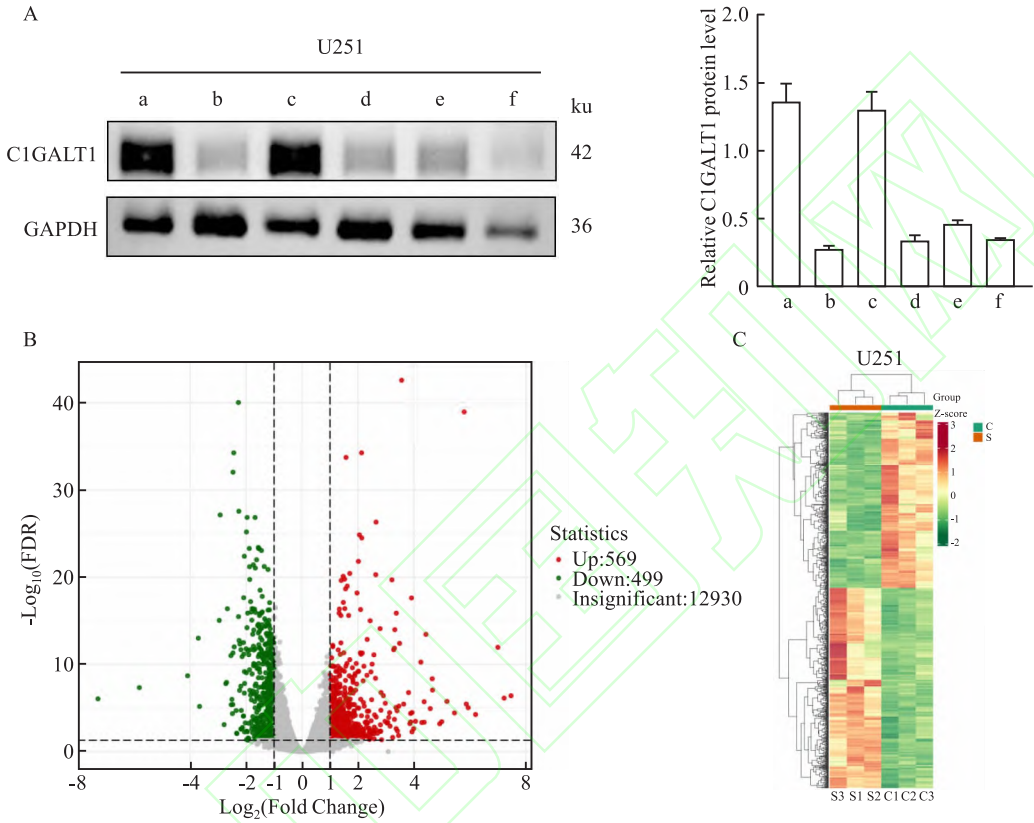 A
U251
a b c d e f
ku
C1GALT1
42
GAPDH
36
Relative C1GALT1 protein level
2.0
1.5
1.0
0.5
0
a b c d e f
B
-Log10(FDR)
40
30
20
10
0
-8 -4 -2 -1 0 1 2 4 8
Log2(Fold Change)
Statistics
Up:569
Down:499
Insignificant:12930
C
U251
Group
Z-score
3
2
1
0
-1
-2
C
S
S3 S1 S2 C1 C2 C3